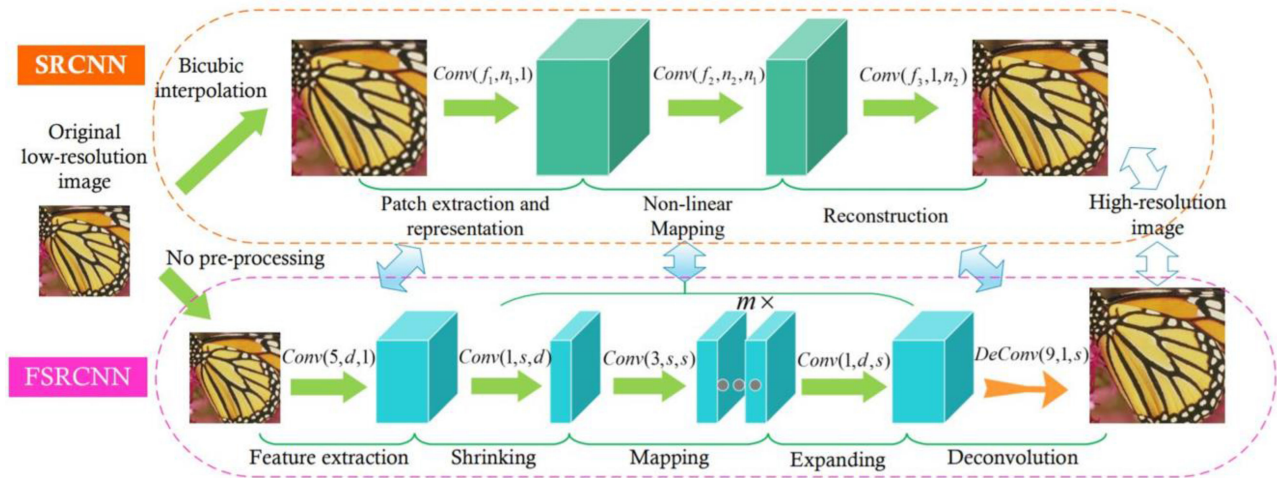 SRCNN
Bicubic
interpolation
Original
low-resolution
image
Conv(f₁,n₁,1)
Conv(f₂,n₂,n₁)
Conv(f₃,1,n₂)
Patch extraction and
representation
Non-linear
Mapping
Reconstruction
High-resolution
image
No pre-processing
m×
FSRCNN
Conv(5,d,1)
Conv(1,s,d)
Conv(3,s,s)
Conv(1,d,s)
DeConv(9,1,s)
Feature extraction
Shrinking
Mapping
Expanding
Deconvolution